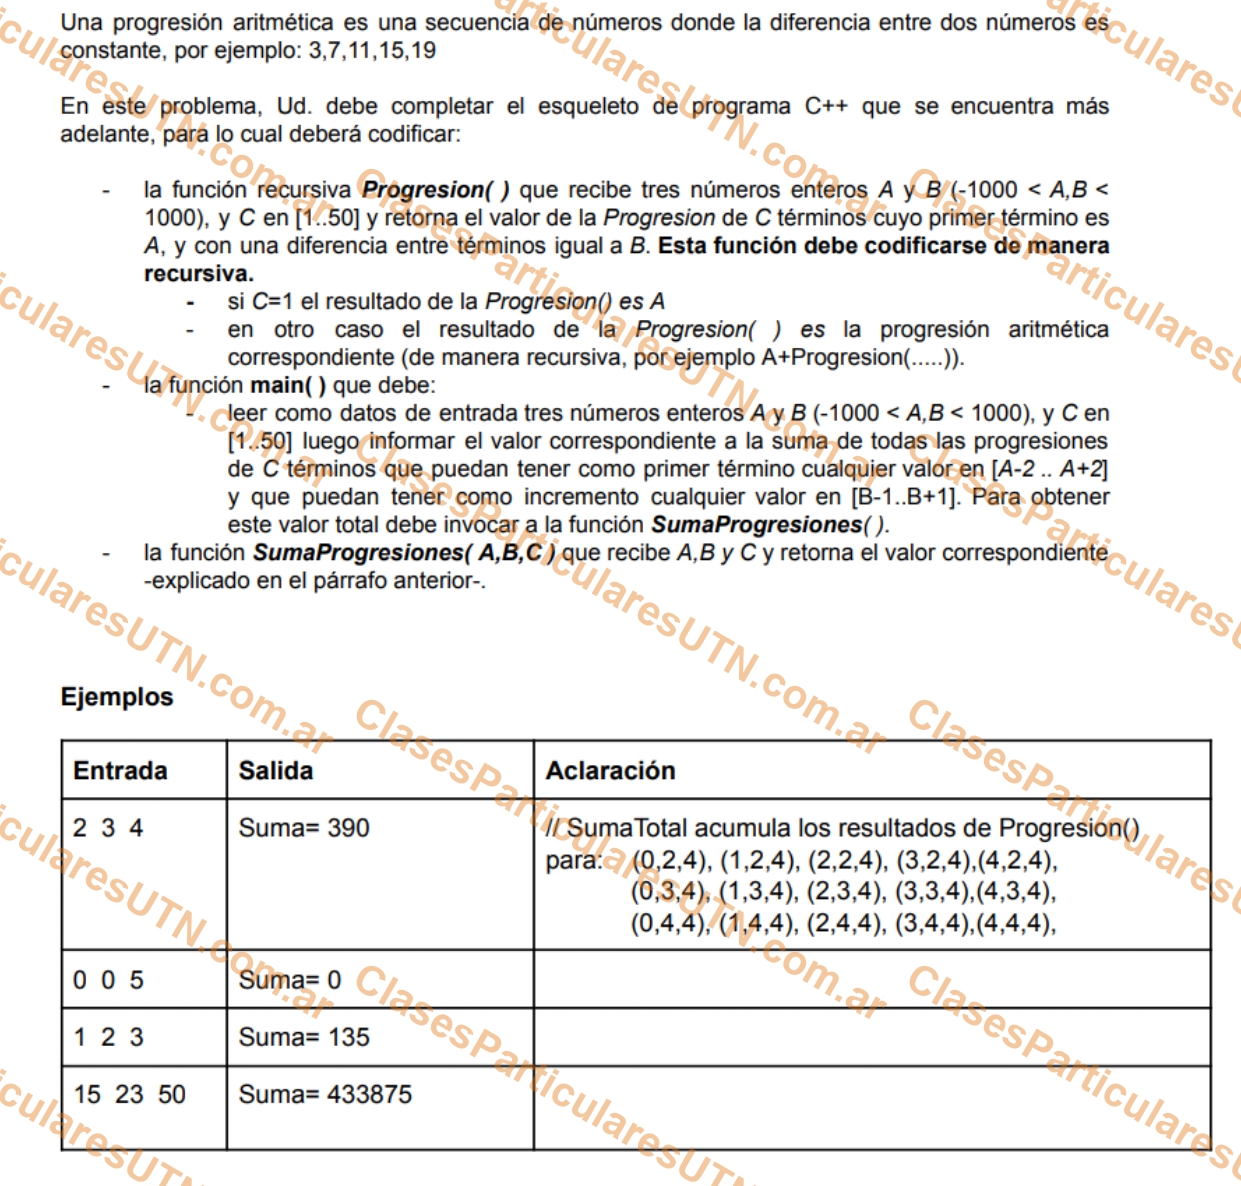 Una progresión aritmética es una secuencia de números donde la diferencia entre dos números es
constante, por ejemplo: 3,7,11,15,19
En este problema, Ud. debe completar el esqueleto de programa C++ que se encuentra más
adelante, para lo cual deberá codificar:
- la función recursiva Progresion( ) que recibe tres números enteros A y B (-1000 < A,B <
1000), y C en [1..50] y retorna el valor de la Progresion de C términos cuyo primer término es
A, y con una diferencia entre términos igual a B. Esta función debe codificarse de manera
recursiva.
- si C=1 el resultado de la Progresion() es A
- en otro caso el resultado de la Progresion( ) es la progresión aritmética
correspondiente (de manera recursiva, por ejemplo A+Progresion(.....)).
- la función main( ) que debe:
- leer como datos de entrada tres números enteros A y B (-1000 < A,B < 1000), y C en
[1..50] luego informar el valor correspondiente a la suma de todas las progresiones
de C términos que puedan tener como primer término cualquier valor en [A-2 .. A+2]
y que puedan tener como incremento cualquier valor en [B-1..B+1]. Para obtener
este valor total debe invocar a la función SumaProgresiones( ).
- la función SumaProgresiones( A,B,C ) que recibe A,B y C y retorna el valor correspondiente
-explicado en el párrafo anterior-.
Ejemplos
Entrada Salida Aclaración
2 3 4 Suma= 390 // SumaTotal acumula los resultados de Progresion()
para: (0,2,4), (1,2,4), (2,2,4), (3,2,4),(4,2,4),
(0,3,4), (1,3,4), (2,3,4), (3,3,4),(4,3,4),
(0,4,4), (1,4,4), (2,4,4), (3,4,4),(4,4,4),
0 0 5 Suma= 0
1 2 3 Suma= 135
15 23 50 Suma= 433875
ClasesParticularesUTN.com.ar